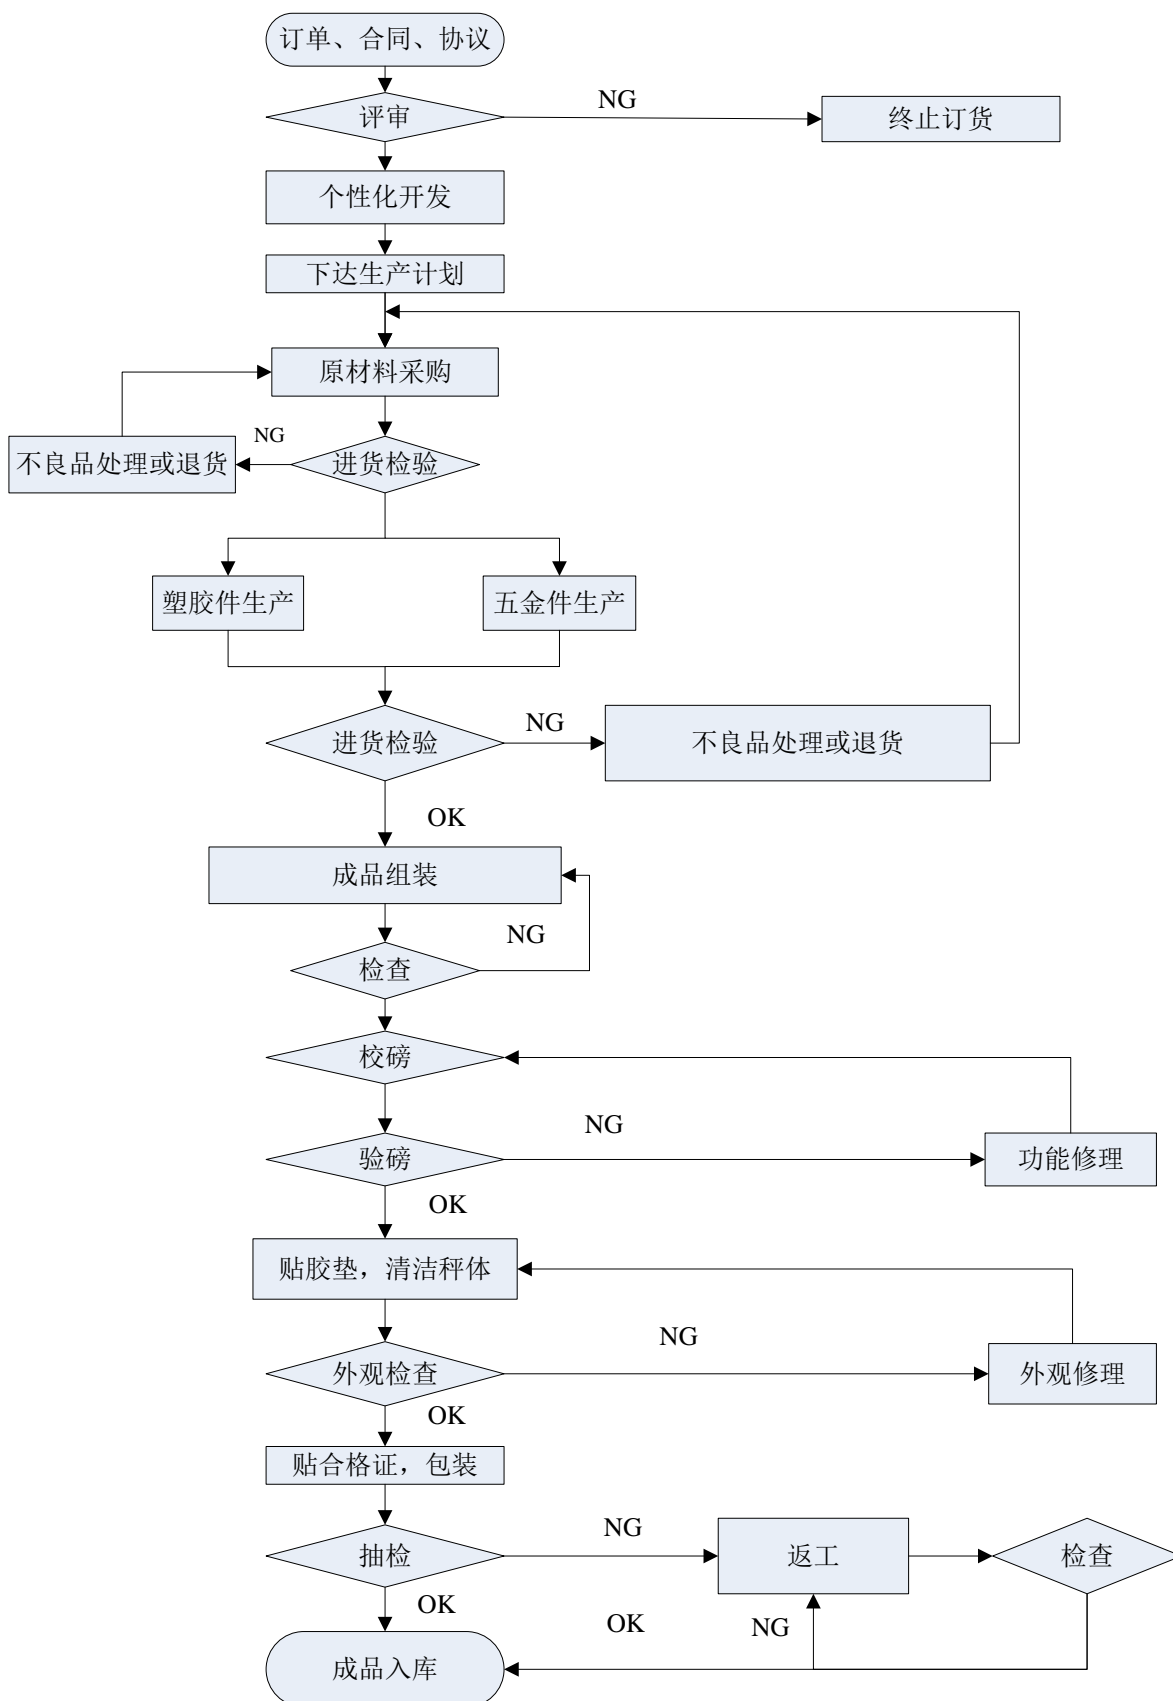 订单、合同、协议
评审
NG
终止订货
个性化开发
下达生产计划
原材料采购
NG
不良品处理或退货
进货检验
塑胶件生产
五金件生产
进货检验
NG
不良品处理或退货
OK
成品组装
NG
检查
校磅
NG
验磅
功能修理
OK
贴胶垫，清洁秤体
NG
外观检查
外观修理
OK
贴合格证，包装
NG
抽检
返工
检查
OK
OK
NG
成品入库